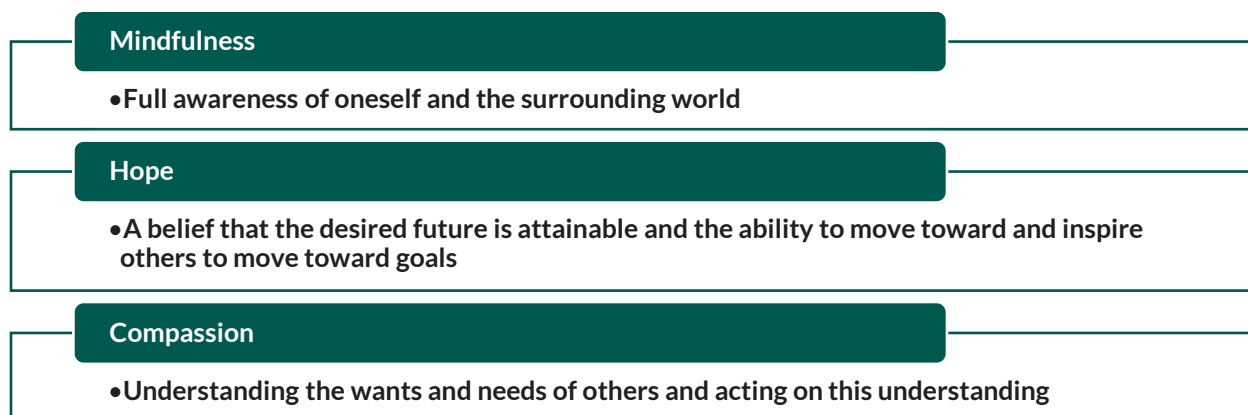 Mindfulness
•Full awareness of oneself and the surrounding world
Hope
•A belief that the desired future is attainable and the ability to move toward and inspire
others to move toward goals
Compassion
•Understanding the wants and needs of others and acting on this understanding